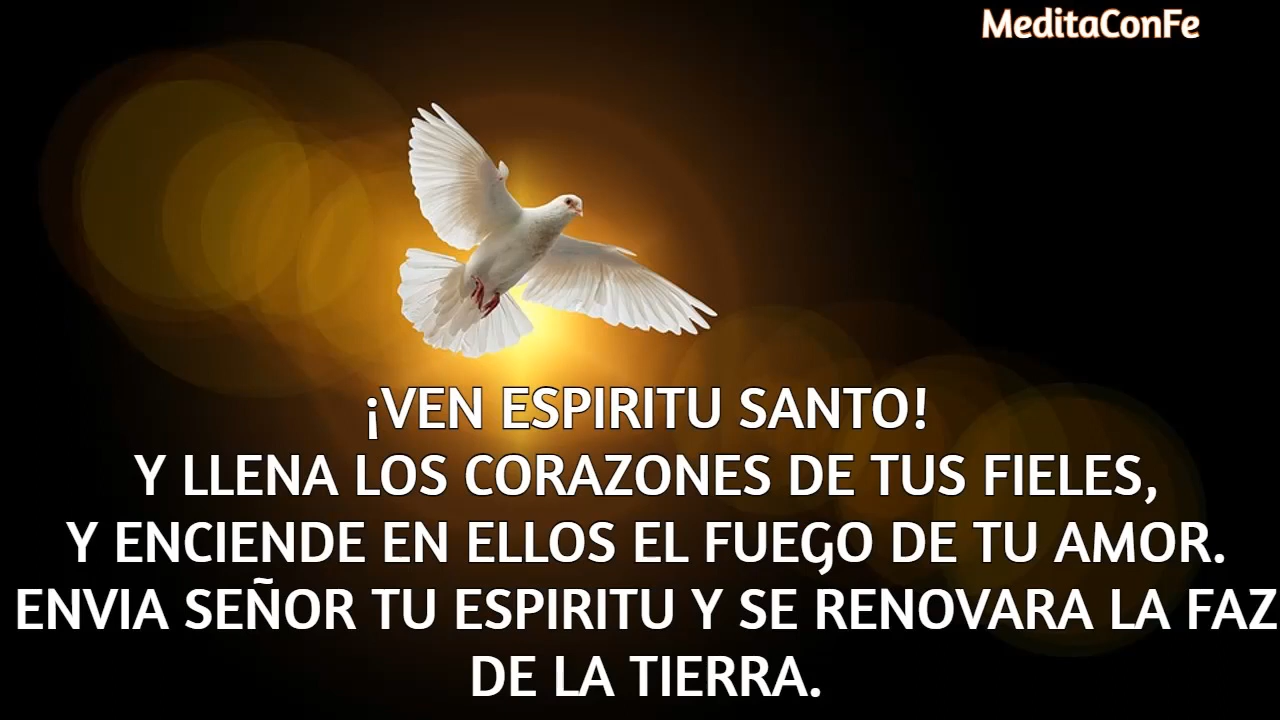 MeditaConFe
¡VEN ESPIRITU SANTO!
Y LLENA LOS CORAZONES DE TUS FIELES,
Y ENCIENDE EN ELLOS EL FUEGO DE TU AMOR.
ENVIA SEÑOR TU ESPIRITU Y SE RENOVARA LA FAZ
DE LA TIERRA.